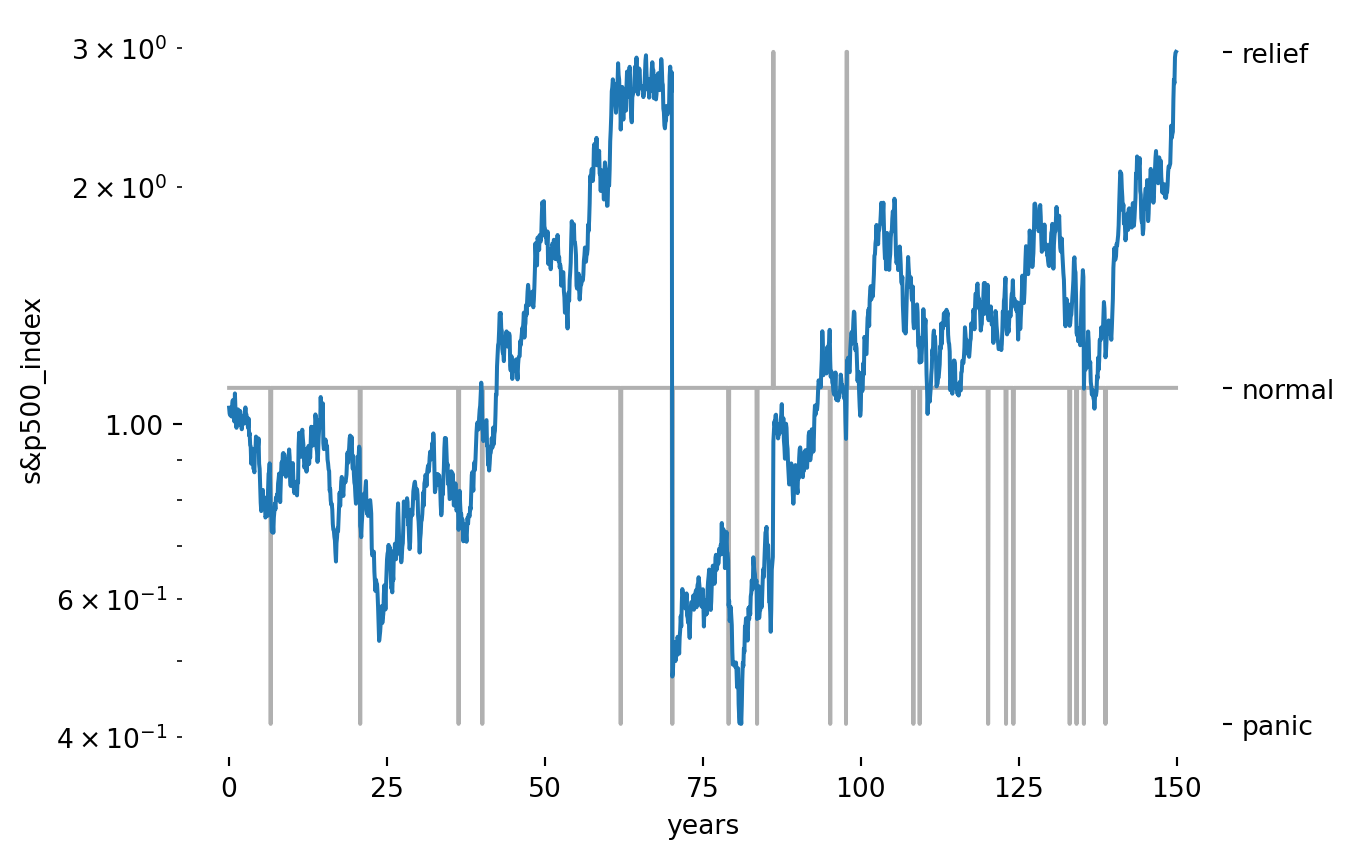 3 × 10⁰
2 × 10⁰
1.00
6 × 10⁻¹
4 × 10⁻¹
s&p500_index
relief
normal
panic
0 25 50 75 100 125 150
years